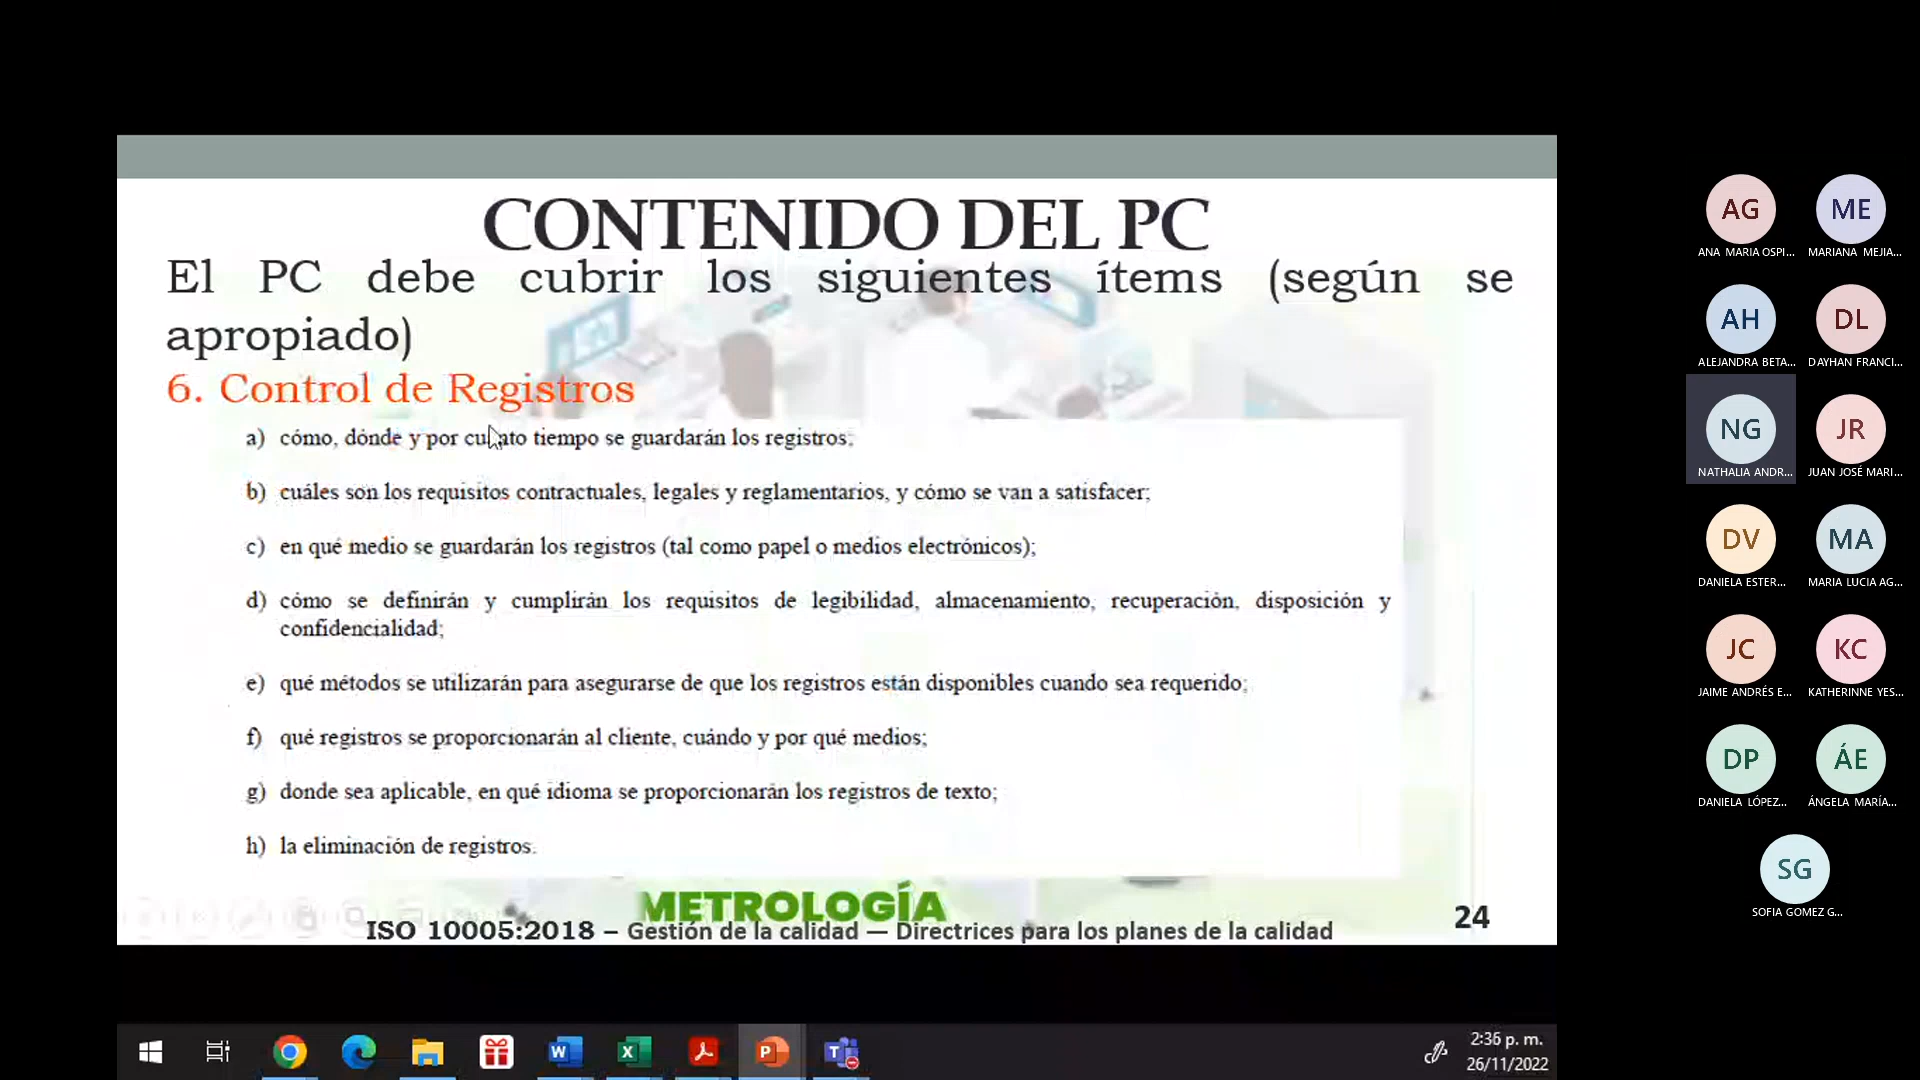 CONTENIDO DEL PC
El PC debe cubrir los siguientes ítems (según se
apropiado)
6. Control de Registros
a) cómo, dónde y por cuanto tiempo se guardarán los registros;
b) cuáles son los requisitos contractuales, legales y reglamentarios, y cómo se van a satisfacer;
c) en qué medio se guardarán los registros (tal como papel o medios electrónicos);
d) cómo se definirán y cumplirán los requisitos de legibilidad, almacenamiento, recuperación, disposición y
confidencialidad;
e) qué métodos se utilizarán para asegurarse de que los registros están disponibles cuando sea requerido;
f) qué registros se proporcionarán al cliente, cuándo y por qué medios;
g) donde sea aplicable, en qué idioma se proporcionarán los registros de texto;
h) la eliminación de registros.
METROLOGÍA
ISO 10005:2018 – Gestión de la calidad — Directrices para los planes de la calidad
24
AG
ANA MARIA OSPI...
ME
MARIANA MEJIA...
AH
ALEJANDRA BETA...
DL
DAYHAN FRANCI...
NG
NATHALIA ANDR...
JR
JUAN JOSÉ MARI...
DV
DANIELA ESTER...
MA
MARIA LUCIA AG...
JC
JAIME ANDRÉS E...
KC
KATHERINNE YES...
DP
DANIELA LÓPEZ...
ÁE
ÁNGELA MARÍA...
SG
SOFIA GOMEZ G...
2:36 p. m.
26/11/2022